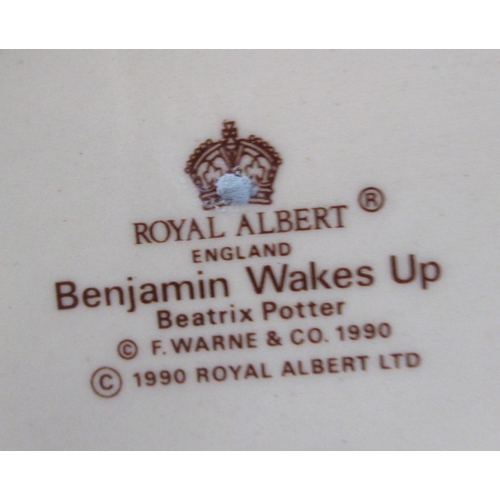 ROYAL ALBERT ®
ENGLAND
Benjamin Wakes Up
Beatrix Potter
© F. WARNE & CO. 1990
© 1990 ROYAL ALBERT LTD